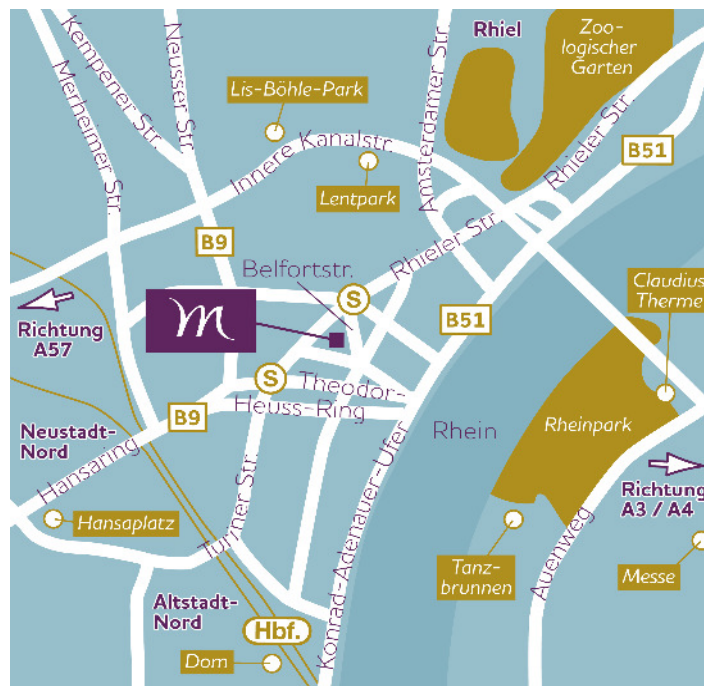 Kempener Str.
Neusser Str.
Merheimer Str.
Amsterdamer Str.
Rhiel
Zoo-
logischer
Garten
Lis-Böhle-Park
Innere Kanalstr.
Lentpark
Rhieler Str.
B51
Rhieler Str.
B9
Belfortstr.
S
Claudius
Therme
Richtung
A57
m
B51
S
Theodor-
Heuss-Ring
B9
Neustadt-
Nord
Hansaring
Rhein
Rheinpark
Richtung
A3 / A4
Hansaplatz
Turiner Str.
Konrad-Adenauer-Ufer
Tanz-
brunnen
Auenweg
Messe
Altstadt-
Nord
Hbf.
Dom